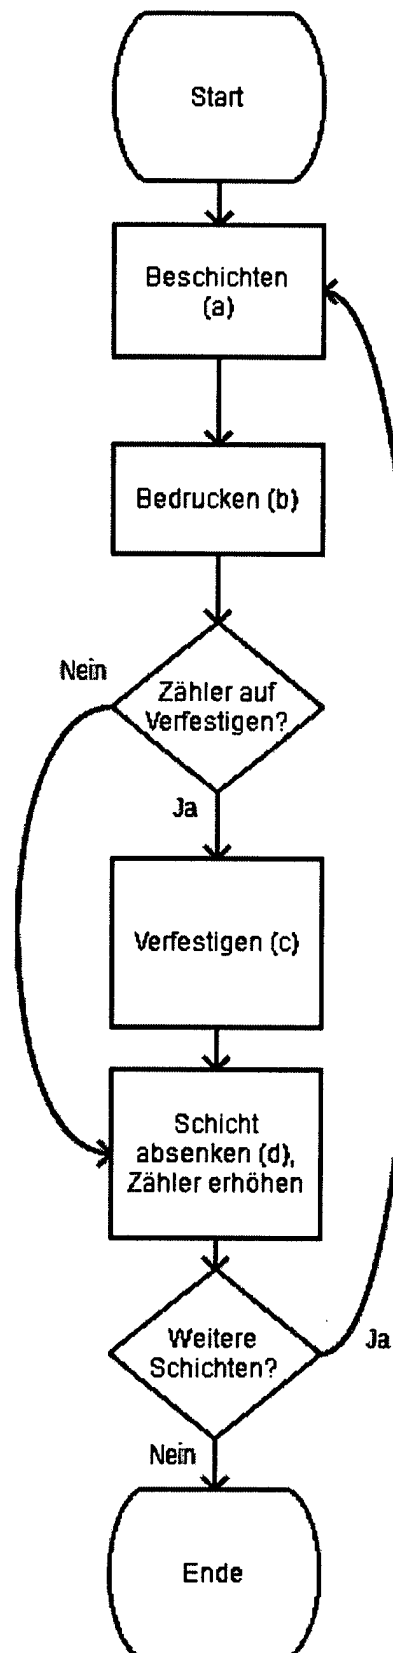 Start
Beschichten
(a)
Bedrucken (b)
Nein
Zähler auf
Verfestigen?
Ja
Verfestigen (c)
Schicht
absenken (d),
Zähler erhöhen
Weitere
Schichten?
Ja
Nein
Ende